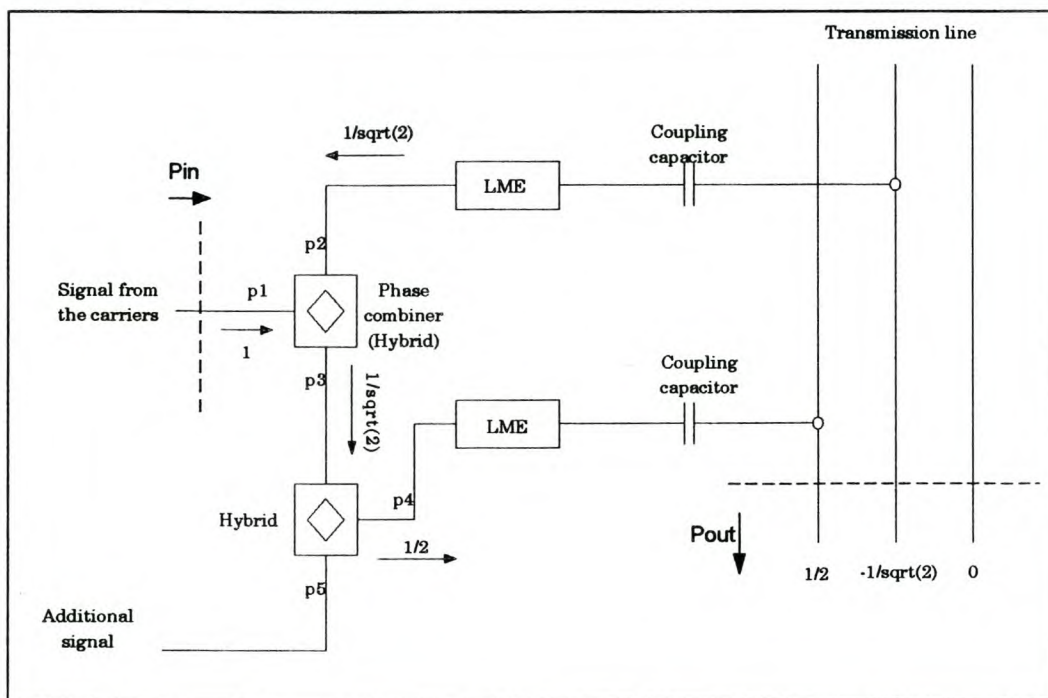 Transmission line
1/sqrt(2)
Coupling
capacitor
Pin
LME
p2
Signal from
the carriers
p1
Phase
combiner
(Hybrid)
1
p3
1/sqrt(2)
Coupling
capacitor
LME
p4
Hybrid
1/2
Pout
p5
1/2
-1/sqrt(2)
0
Additional
signal